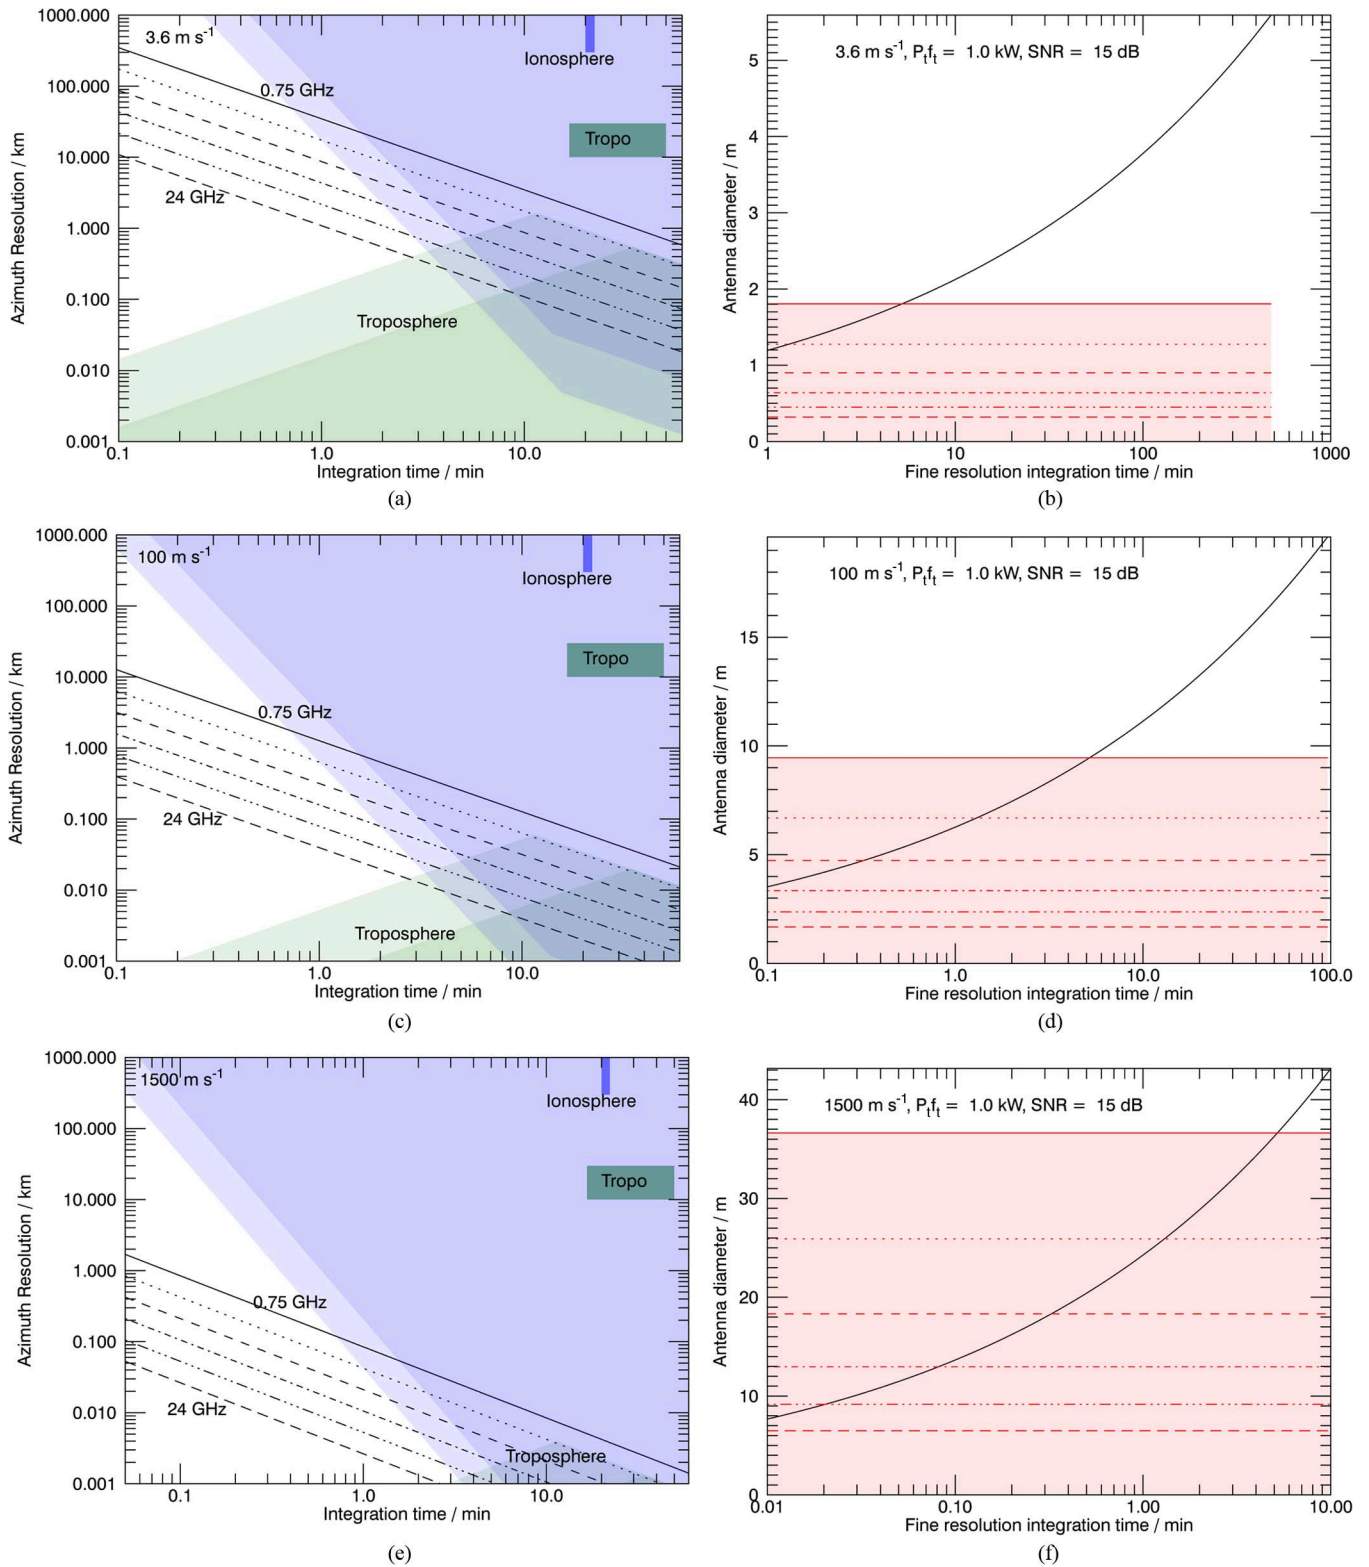 1000.000
100.000
10.000
1.000
0.100
0.010
0.001
Azimuth Resolution / km
3.6 m s-1
0.75 GHz
24 GHz
Ionosphere
Tropo
Troposphere
0.1
1.0
10.0
Integration time / min
(a)
5
4
3
2
1
0
Antenna diameter / m
3.6 m s-1, Ptft = 1.0 kW, SNR = 15 dB
1
10
100
1000
Fine resolution integration time / min
(b)
1000.000
100.000
10.000
1.000
0.100
0.010
0.001
Azimuth Resolution / km
100 m s-1
0.75 GHz
24 GHz
Ionosphere
Tropo
Troposphere
0.1
1.0
10.0
Integration time / min
(c)
15
10
5
0
Antenna diameter / m
100 m s-1, Ptft = 1.0 kW, SNR = 15 dB
0.1
1.0
10.0
100.0
Fine resolution integration time / min
(d)
1000.000
100.000
10.000
1.000
0.100
0.010
0.001
Azimuth Resolution / km
1500 m s-1
0.75 GHz
24 GHz
Ionosphere
Tropo
Troposphere
0.1
1.0
10.0
Integration time / min
(e)
40
30
20
10
0
Antenna diameter / m
1500 m s-1, Ptft = 1.0 kW, SNR = 15 dB
0.01
0.10
1.00
10.00
Fine resolution integration time / min
(f)